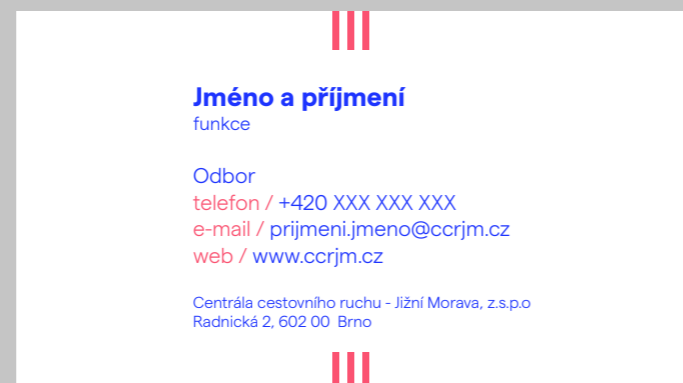 Jméno a příjmení
funkce
Odbor
telefon / +420 XXX XXX XXX
e-mail / prijmeni.jmeno@ccrjm.cz
web / www.ccrjm.cz
Centrála cestovního ruchu - Jižní Morava, z.s.p.o
Radnická 2, 602 00  Brno